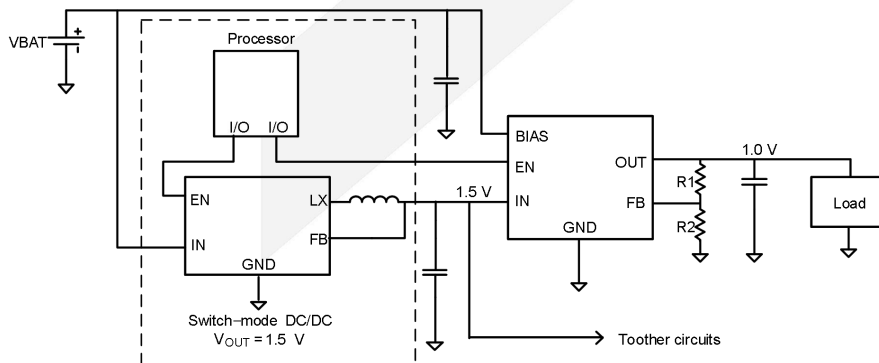 VBAT
+
Processor
I/O I/O
BIAS
EN
IN
GND
OUT
FB
1.0 V
R1
R2
Load
1.5 V
EN
IN
LX
FB
GND
Switch-mode DC/DC
VOUT = 1.5 V
Toother circuits